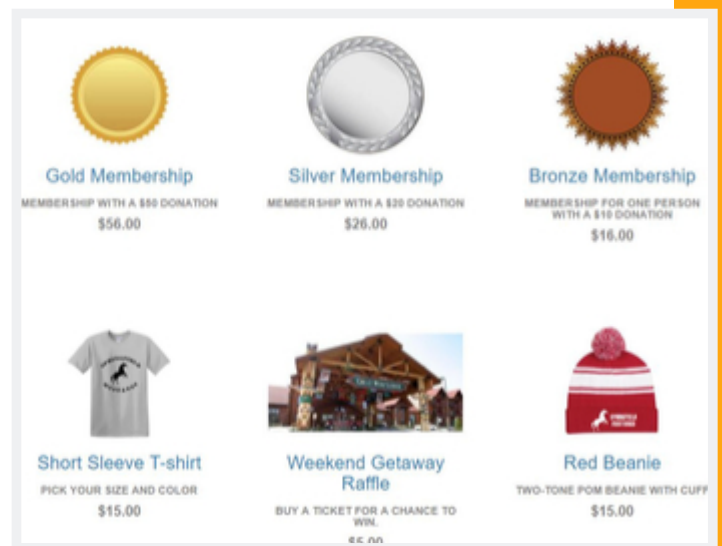 Gold Membership
MEMBERSHIP WITH A $50 DONATION
$56.00
Silver Membership
MEMBERSHIP WITH A $20 DONATION
$26.00
Bronze Membership
MEMBERSHIP FOR ONE PERSON
WITH A $10 DONATION
$16.00
Short Sleeve T-shirt
PICK YOUR SIZE AND COLOR
$15.00
Weekend Getaway
Raffle
BUY A TICKET FOR A CHANCE TO
WIN.
$5.00
Red Beanie
TWO-TONE POM BEANIE WITH CUFF
$15.00